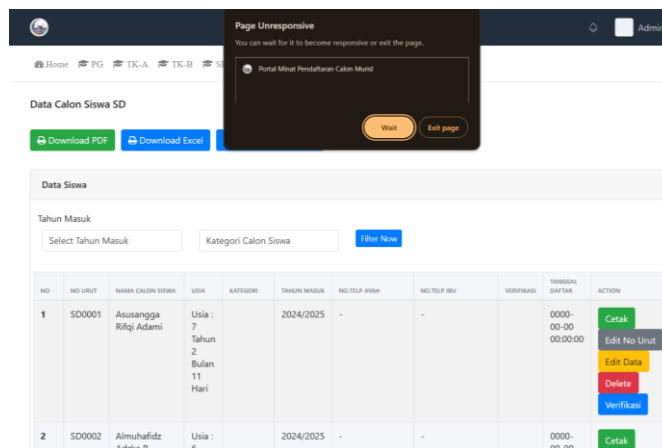 Page Unresponsive
You can wait for it to become responsive or exit the page.
Portal Minat Pendaftaran Calon Murid
Wait
Exit page
Admin
Home PG TK-A TK-B
Data Calon Siswa SD
Download PDF
Download Excel
Data Siswa
Tahun Masuk
Select Tahun Masuk
Kategori Calon Siswa
Filter Now
NO NO URUT NAMA CALON SISWA USIA KATEGORI TAHUN MASUK NO.TELP AYAH NO.TELP IBU VERIFIKASI TANGGAL DAFTAR ACTION
1 SD0001 Asusangga Rifqi Adami Usia : 7 Tahun 2 Bulan 11 Hari 2024/2025 - - 0000-00-00 00:00:00
Cetak
Edit No Urut
Edit Data
Delete
Verifikasi
2 SD0002 Almuhafidz Usia : 2024/2025 - - 0000-
Cetak